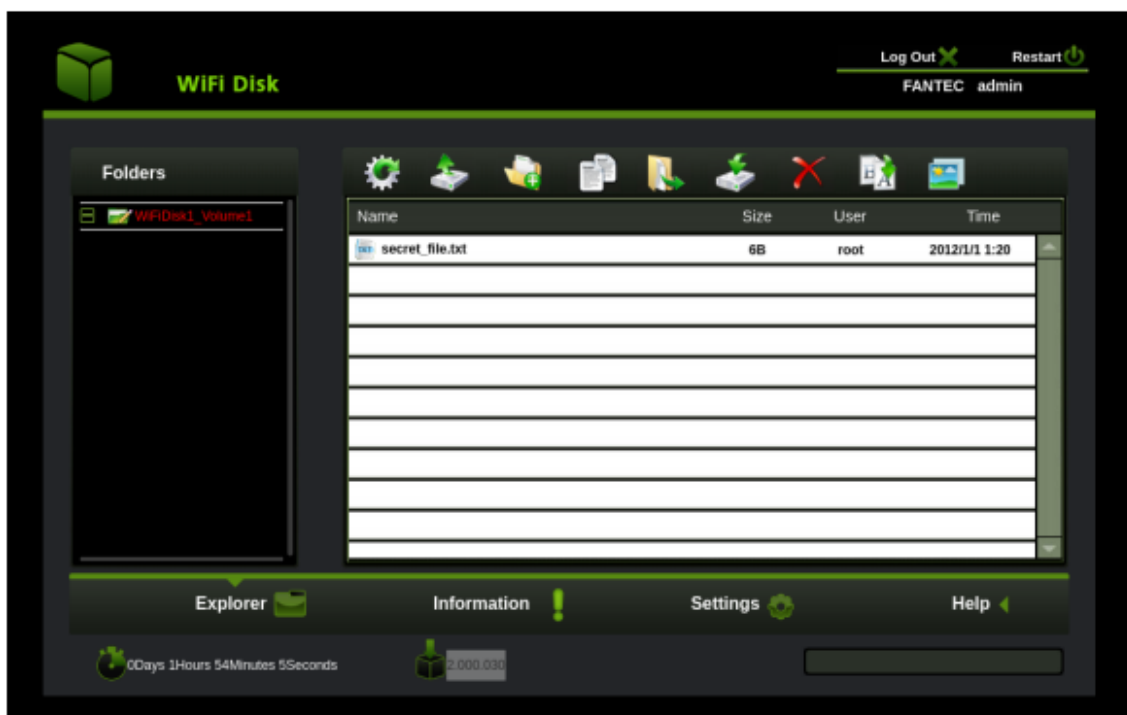 Log Out Restart
WiFi Disk
FANTEC admin
Folders
WiFiDisk1_Volume1
Name Size User Time
secret_file.txt 6B root 2012/1/1 1:20
Explorer Information Settings Help
0Days 1Hours 54Minutes 5Seconds 2.000.030